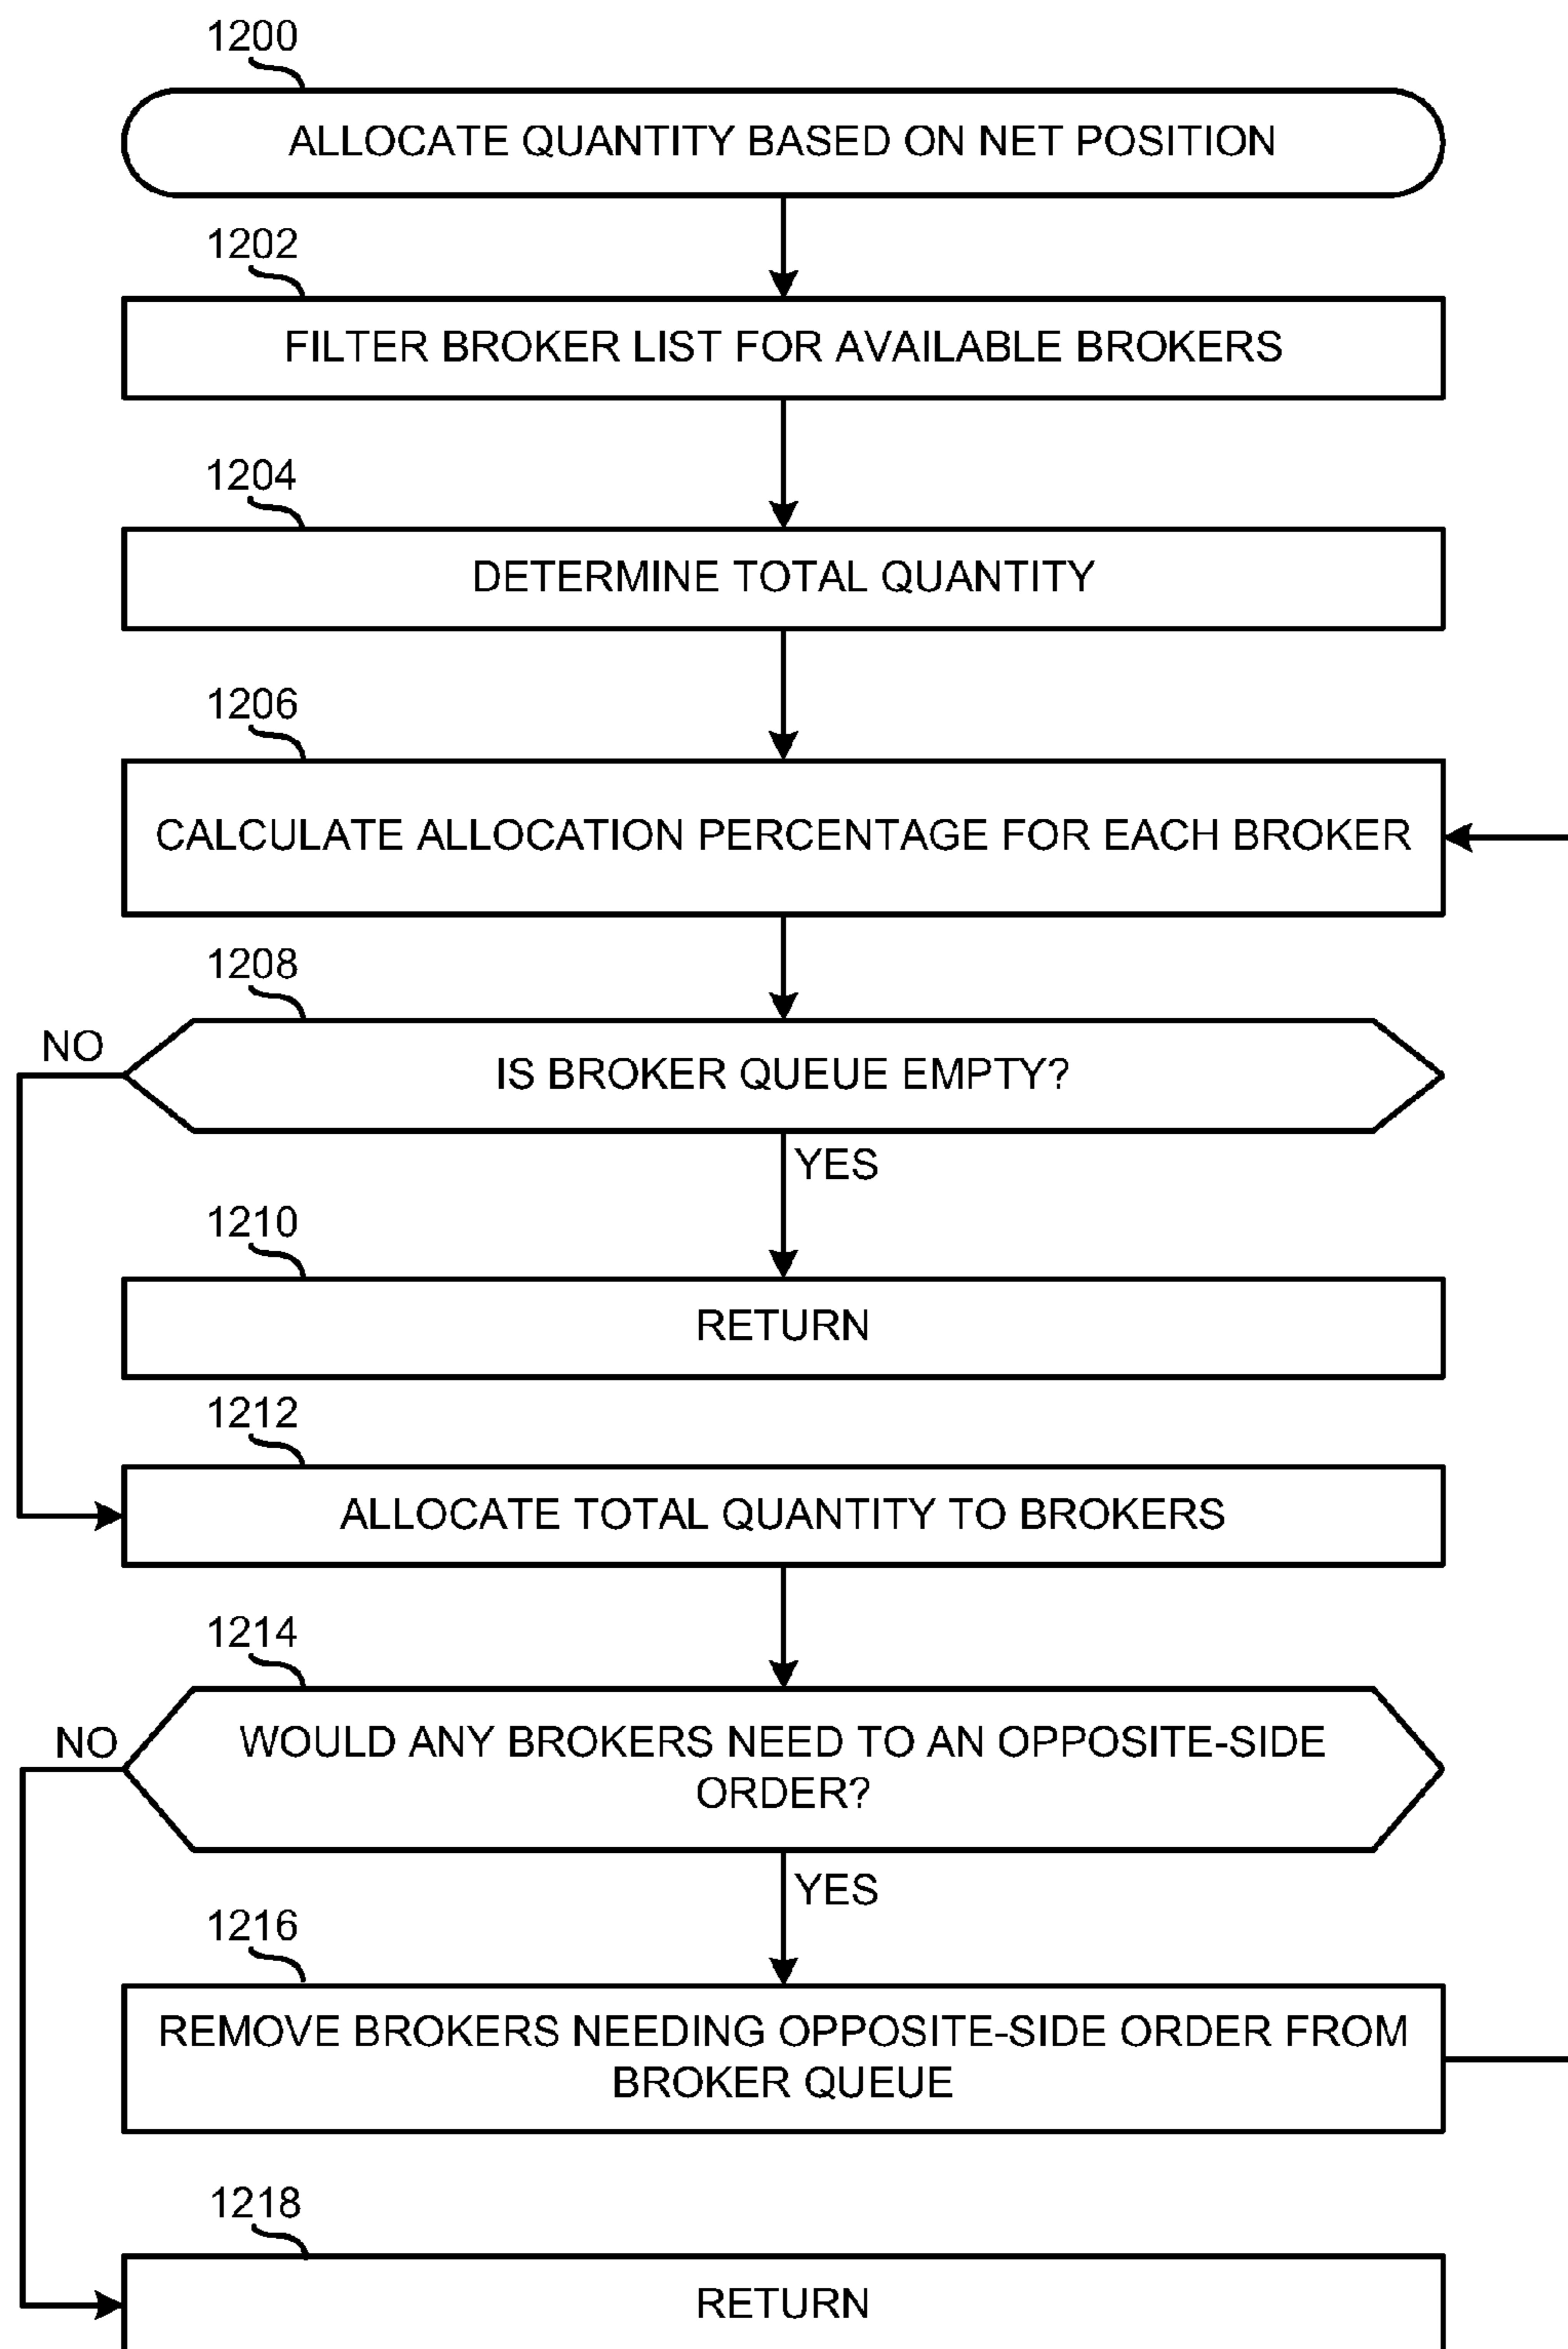 1200
ALLOCATE QUANTITY BASED ON NET POSITION
1202
FILTER BROKER LIST FOR AVAILABLE BROKERS
1204
DETERMINE TOTAL QUANTITY
1206
CALCULATE ALLOCATION PERCENTAGE FOR EACH BROKER
1208
NO
IS BROKER QUEUE EMPTY?
YES
1210
RETURN
1212
ALLOCATE TOTAL QUANTITY TO BROKERS
1214
NO
WOULD ANY BROKERS NEED TO AN OPPOSITE-SIDE
ORDER?
YES
1216
REMOVE BROKERS NEEDING OPPOSITE-SIDE ORDER FROM
BROKER QUEUE
1218
RETURN